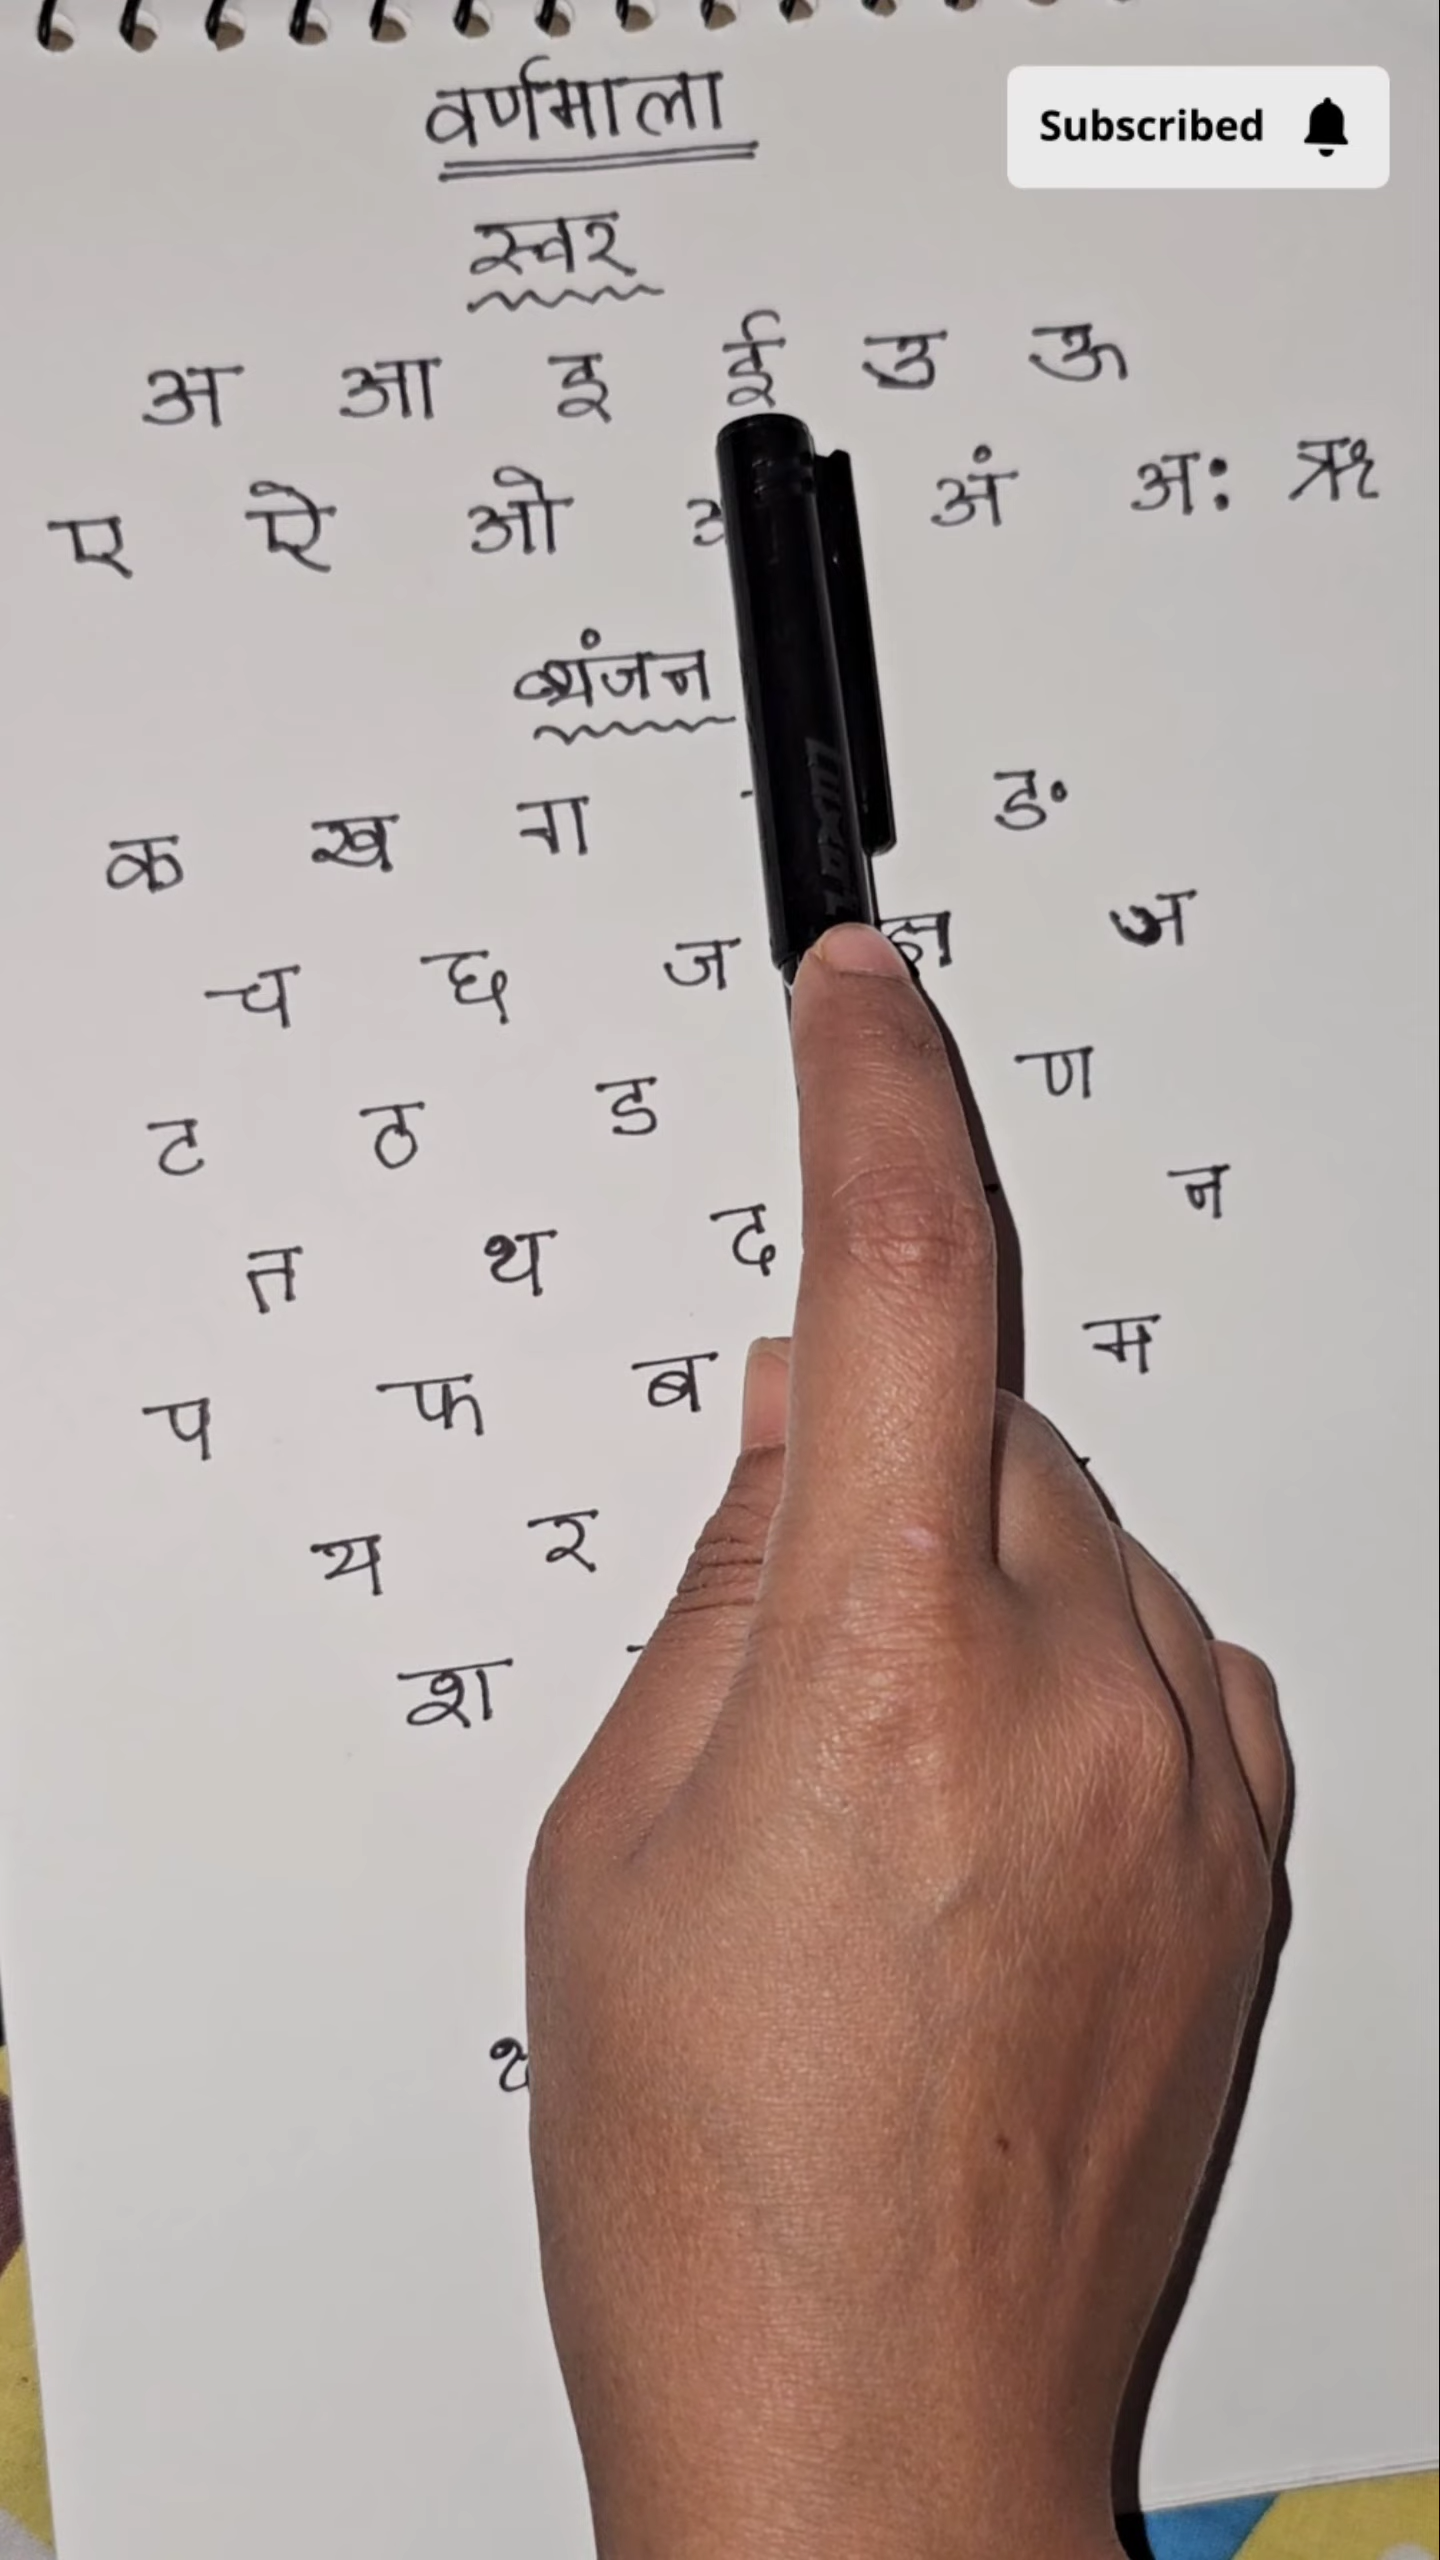 Subscribed
वर्णमाला
स्वर
अ आ इ ई उ ऊ
ए ऐ ओ अं अः ऋ
व्यंजन
क ख ग ङ
च छ ज झ ञ
ट ठ ड ण
त थ द न
प फ ब म
य र
श